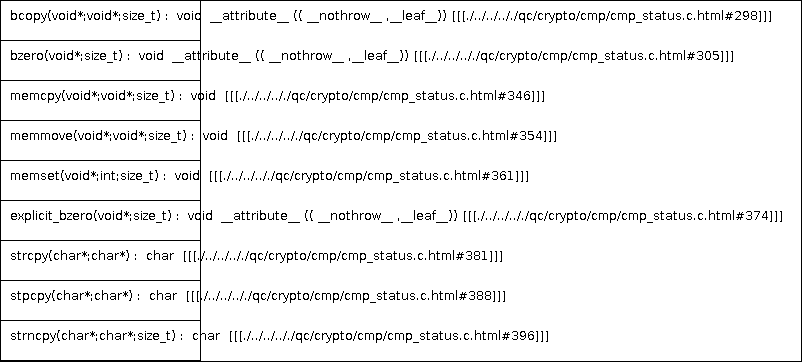 bcopy(void*;void*;size_t) : void __attribute__ (( __nothrow__ ,__leaf__)) [[[./../../../qc/crypto/cmp/cmp_status.c.html#298]]]
bzero(void*;size_t) : void __attribute__ (( __nothrow__ ,__leaf__)) [[[./../../../qc/crypto/cmp/cmp_status.c.html#305]]]
memcpy(void*;void*;size_t) : void [[[./../../../qc/crypto/cmp/cmp_status.c.html#346]]]
memmove(void*;void*;size_t) : void [[[./../../../qc/crypto/cmp/cmp_status.c.html#354]]]
memset(void*;int;size_t) : void [[[./../../../qc/crypto/cmp/cmp_status.c.html#361]]]
explicit_bzero(void*;size_t) : void __attribute__ (( __nothrow__ ,__leaf__)) [[[./../../../qc/crypto/cmp/cmp_status.c.html#374]]]
strcpy(char*;char*) : char [[[./../../../qc/crypto/cmp/cmp_status.c.html#381]]]
stpcpy(char*;char*) : char [[[./../../../qc/crypto/cmp/cmp_status.c.html#388]]]
strncpy(char*;char*;size_t) : char [[[./../../../qc/crypto/cmp/cmp_status.c.html#396]]]